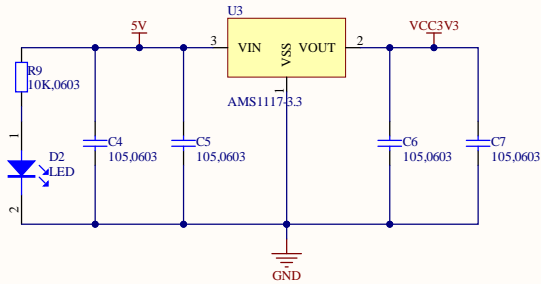 U3
5V
VCC3V3
3
VIN
VSS
VOUT
2
1
AMS1117-3.3
R9
10K,0603
1
D2
LED
2
C4
105,0603
C5
105,0603
C6
105,0603
C7
105,0603
GND